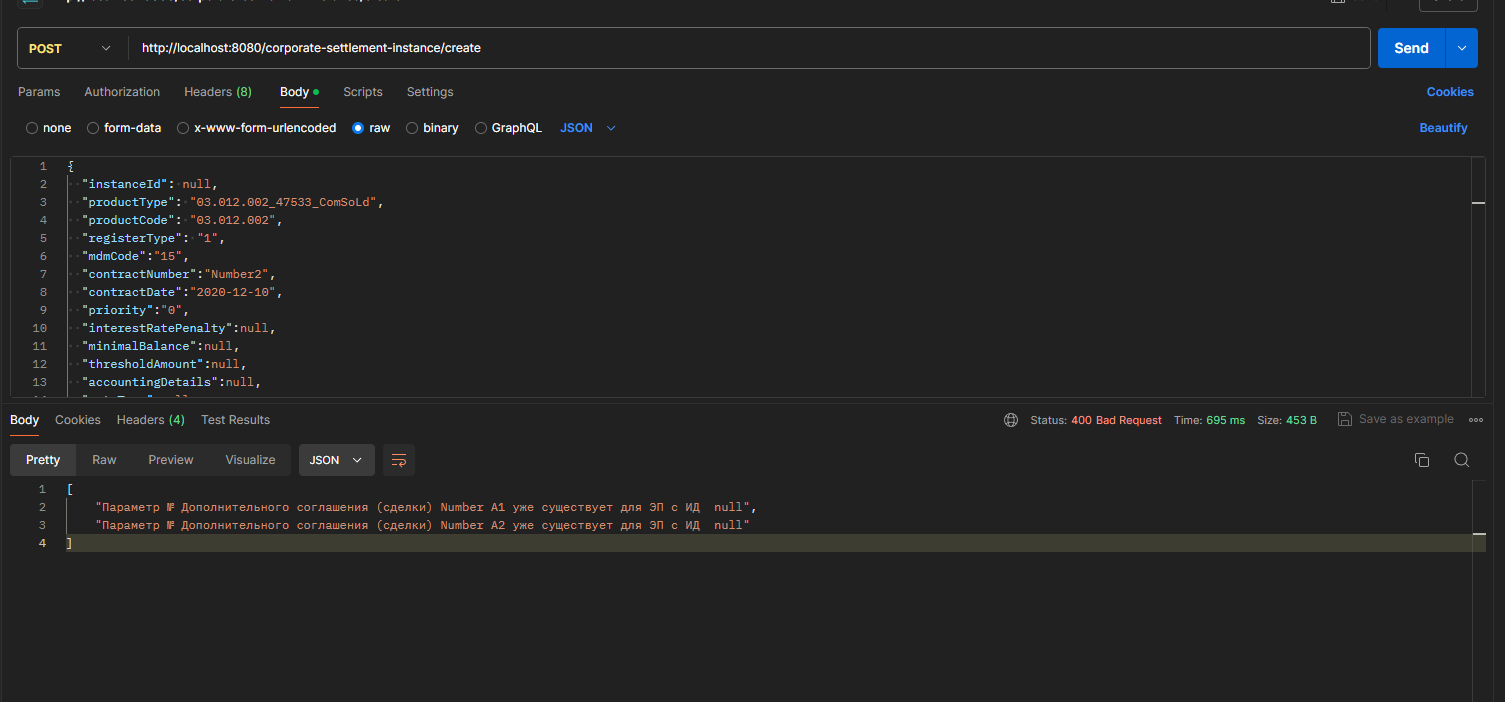 POST
http://localhost:8080/corporate-settlement-instance/create
Send
Params Authorization Headers (8) Body Scripts Settings
Cookies
none form-data x-www-form-urlencoded raw binary GraphQL JSON
Beautify
1 {
2 "instanceId": null,
3 "productType": "03.012.002_47533_ComSoLd",
4 "productCode": "03.012.002",
5 "registerType": "1",
6 "mdmCode":"15",
7 "contractNumber":"Number2",
8 "contractDate":"2020-12-10",
9 "priority":"0",
10 "interestRatePenalty":null,
11 "minimalBalance":null,
12 "thresholdAmount":null,
13 "accountingDetails":null,
Body Cookies Headers (4) Test Results
Status: 400 Bad Request Time: 695 ms Size: 453 B Save as example
Pretty Raw Preview Visualize JSON
1 [
2 "Параметр № Дополнительного соглашения (сделки) Number A1 уже существует для ЭП с ИД  null",
3 "Параметр № Дополнительного соглашения (сделки) Number A2 уже существует для ЭП с ИД  null"
4 ]